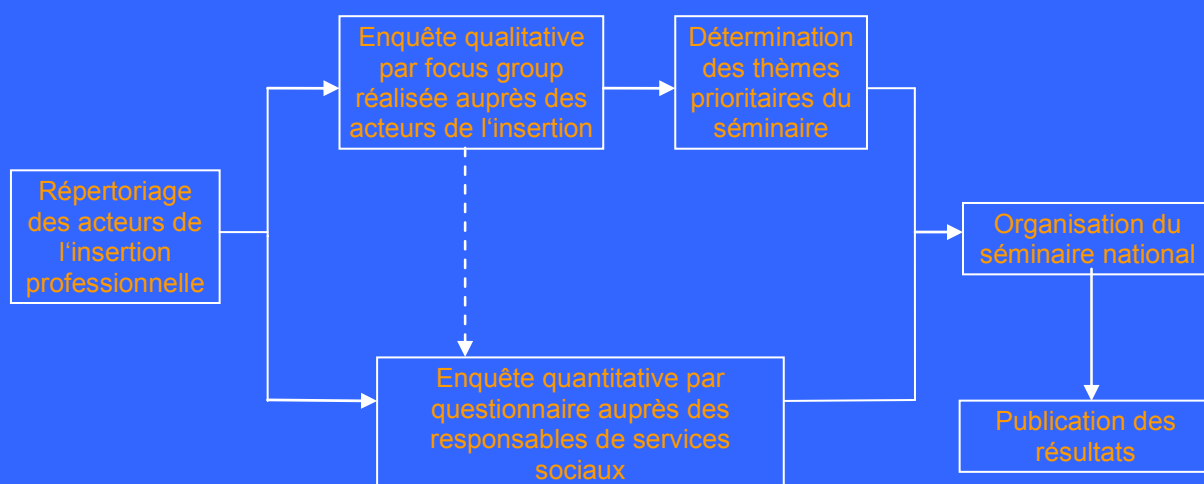 Répertoriage
des acteurs de
l‘insertion
professionnelle
Enquête qualitative
par focus group
réalisée auprès des
acteurs de l‘insertion
Détermination
des thèmes
prioritaires du
séminaire
Enquête quantitative par
questionnaire auprès des
responsables de services
sociaux
Organisation du
séminaire national
Publication des
résultats